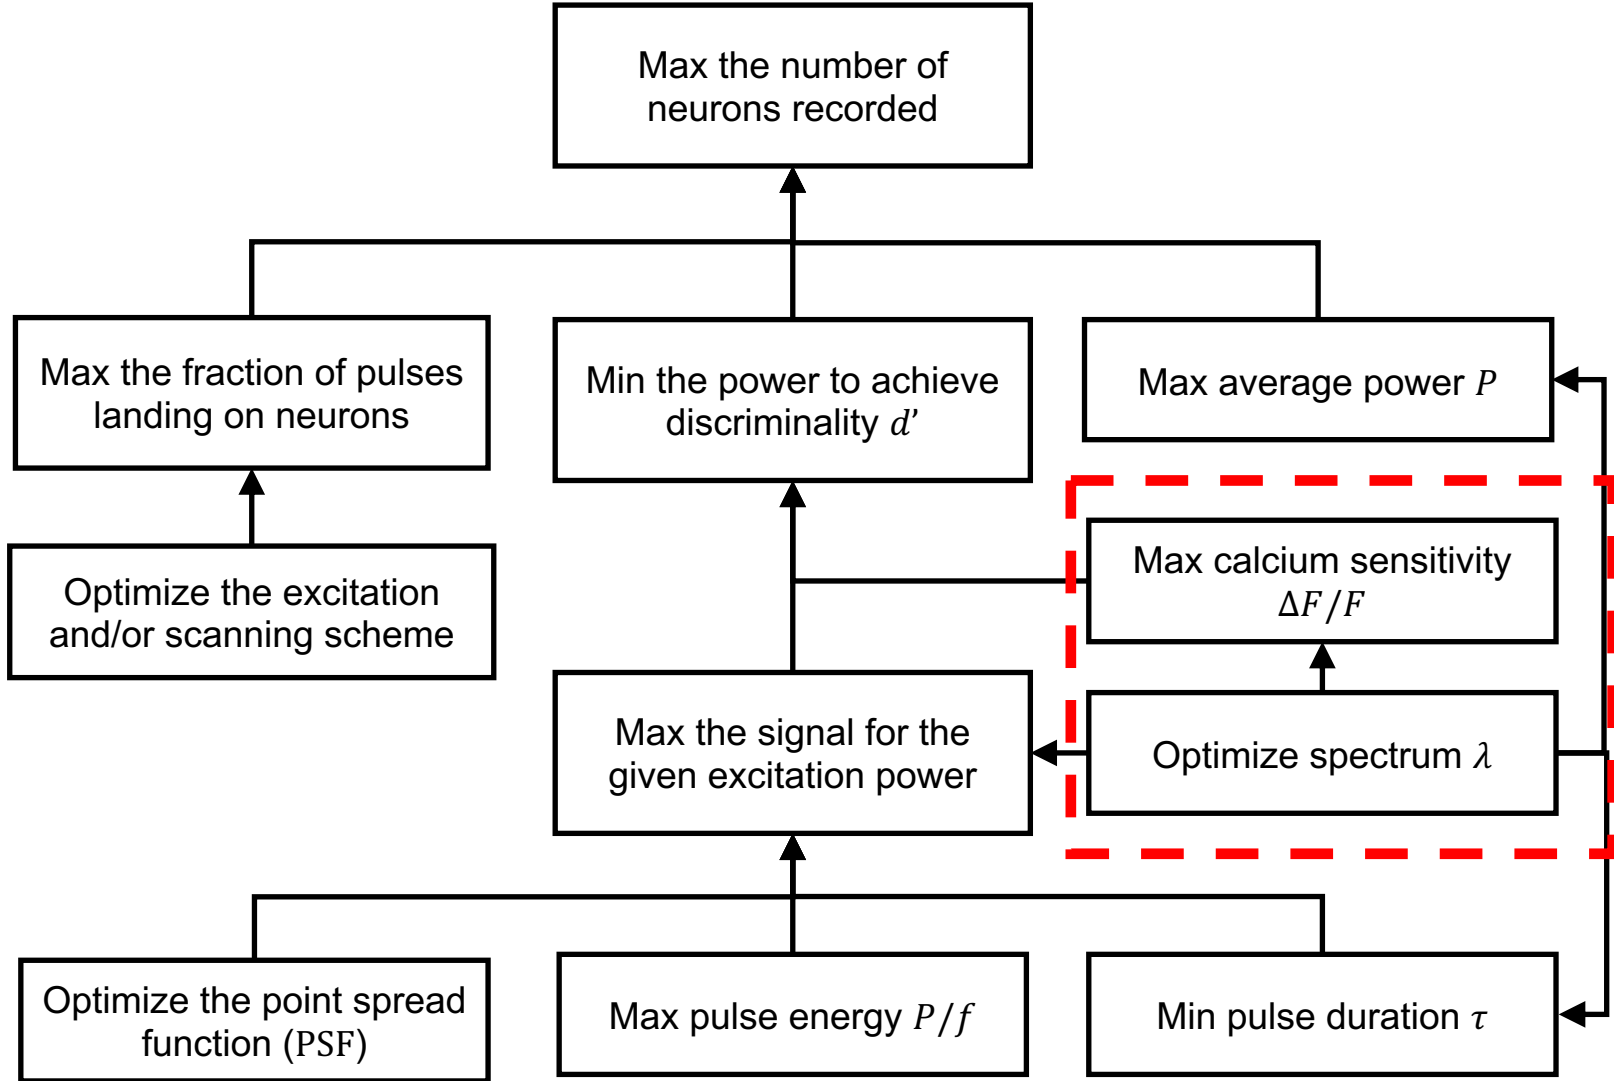 Max the number of
neurons recorded
Max the fraction of pulses
landing on neurons
Min the power to achieve
discriminality d’
Max average power P
Optimize the excitation
and/or scanning scheme
Max calcium sensitivity
ΔF/F
Max the signal for the
given excitation power
Optimize spectrum λ
Optimize the point spread
function (PSF)
Max pulse energy P/f
Min pulse duration τ